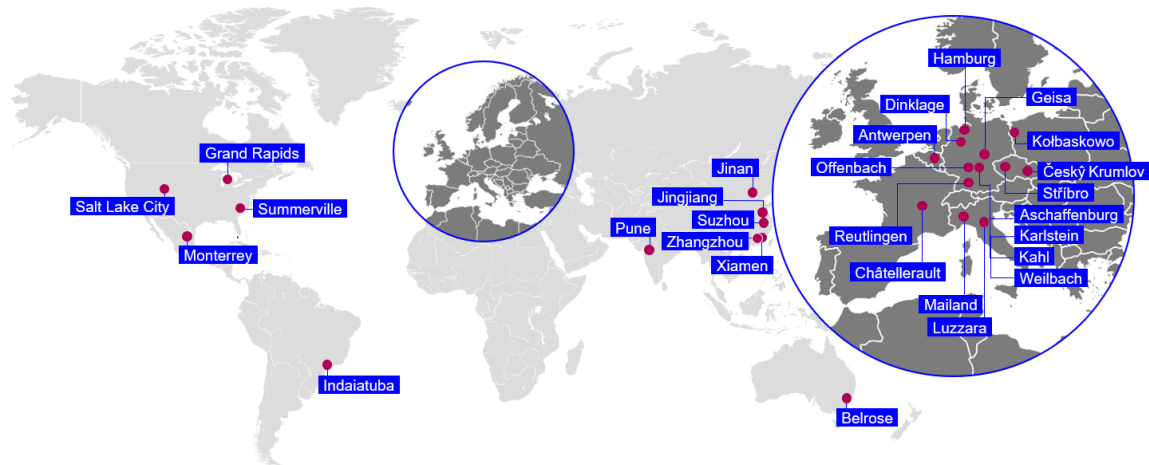 Hamburg
Dinklage
Geisa
Antwerpen
Kołbaskowo
Grand Rapids
Jinan
Offenbach
Český Krumlov
Jingjiang
Stříbro
Salt Lake City
Summerville
Suzhou
Aschaffenburg
Pune
Zhangzhou
Reutlingen
Karlstein
Monterrey
Xiamen
Kahl
Châtellerault
Weilbach
Mailand
Luzzara
Indaiatuba
Belrose